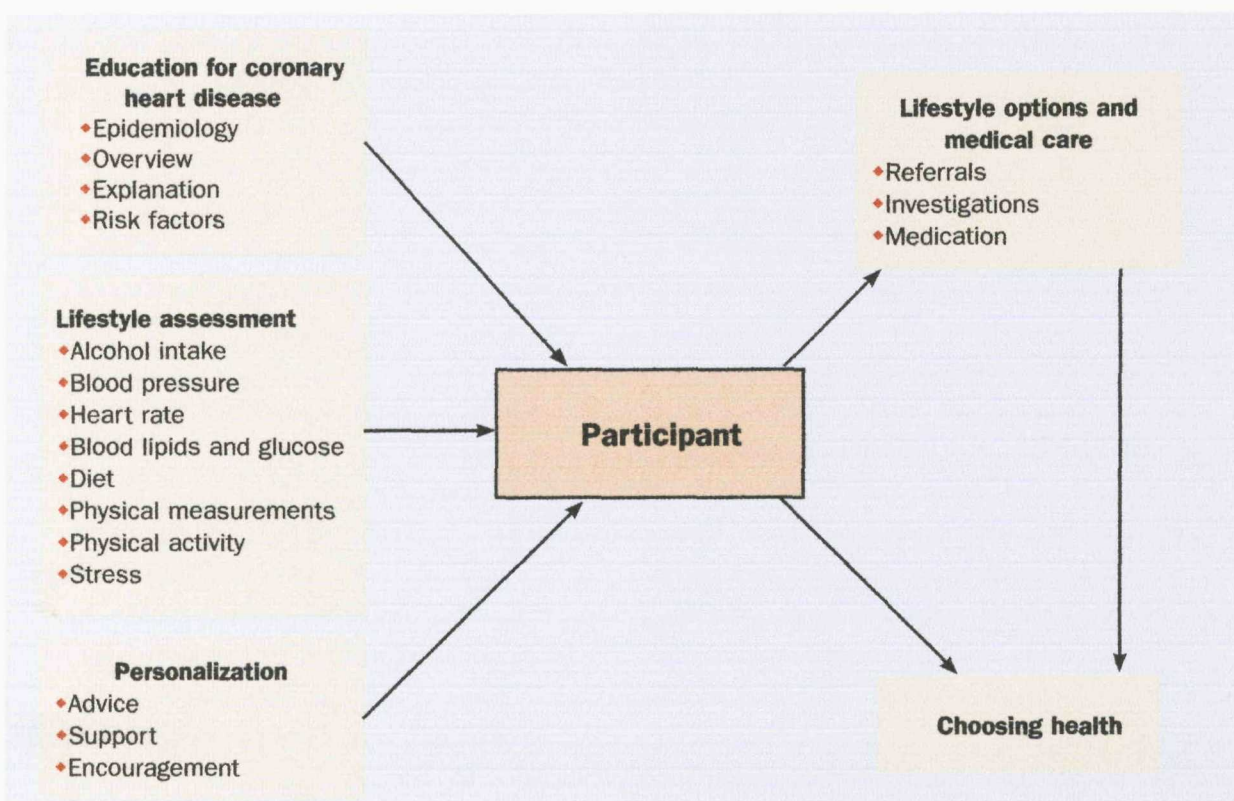 Education for coronary
heart disease
◆Epidemiology
◆Overview
◆Explanation
◆Risk factors
Lifestyle assessment
◆Alcohol intake
◆Blood pressure
◆Heart rate
◆Blood lipids and glucose
◆Diet
◆Physical measurements
◆Physical activity
◆Stress
Personalization
◆Advice
◆Support
◆Encouragement
Participant
Lifestyle options and
medical care
◆Referrals
◆Investigations
◆Medication
Choosing health